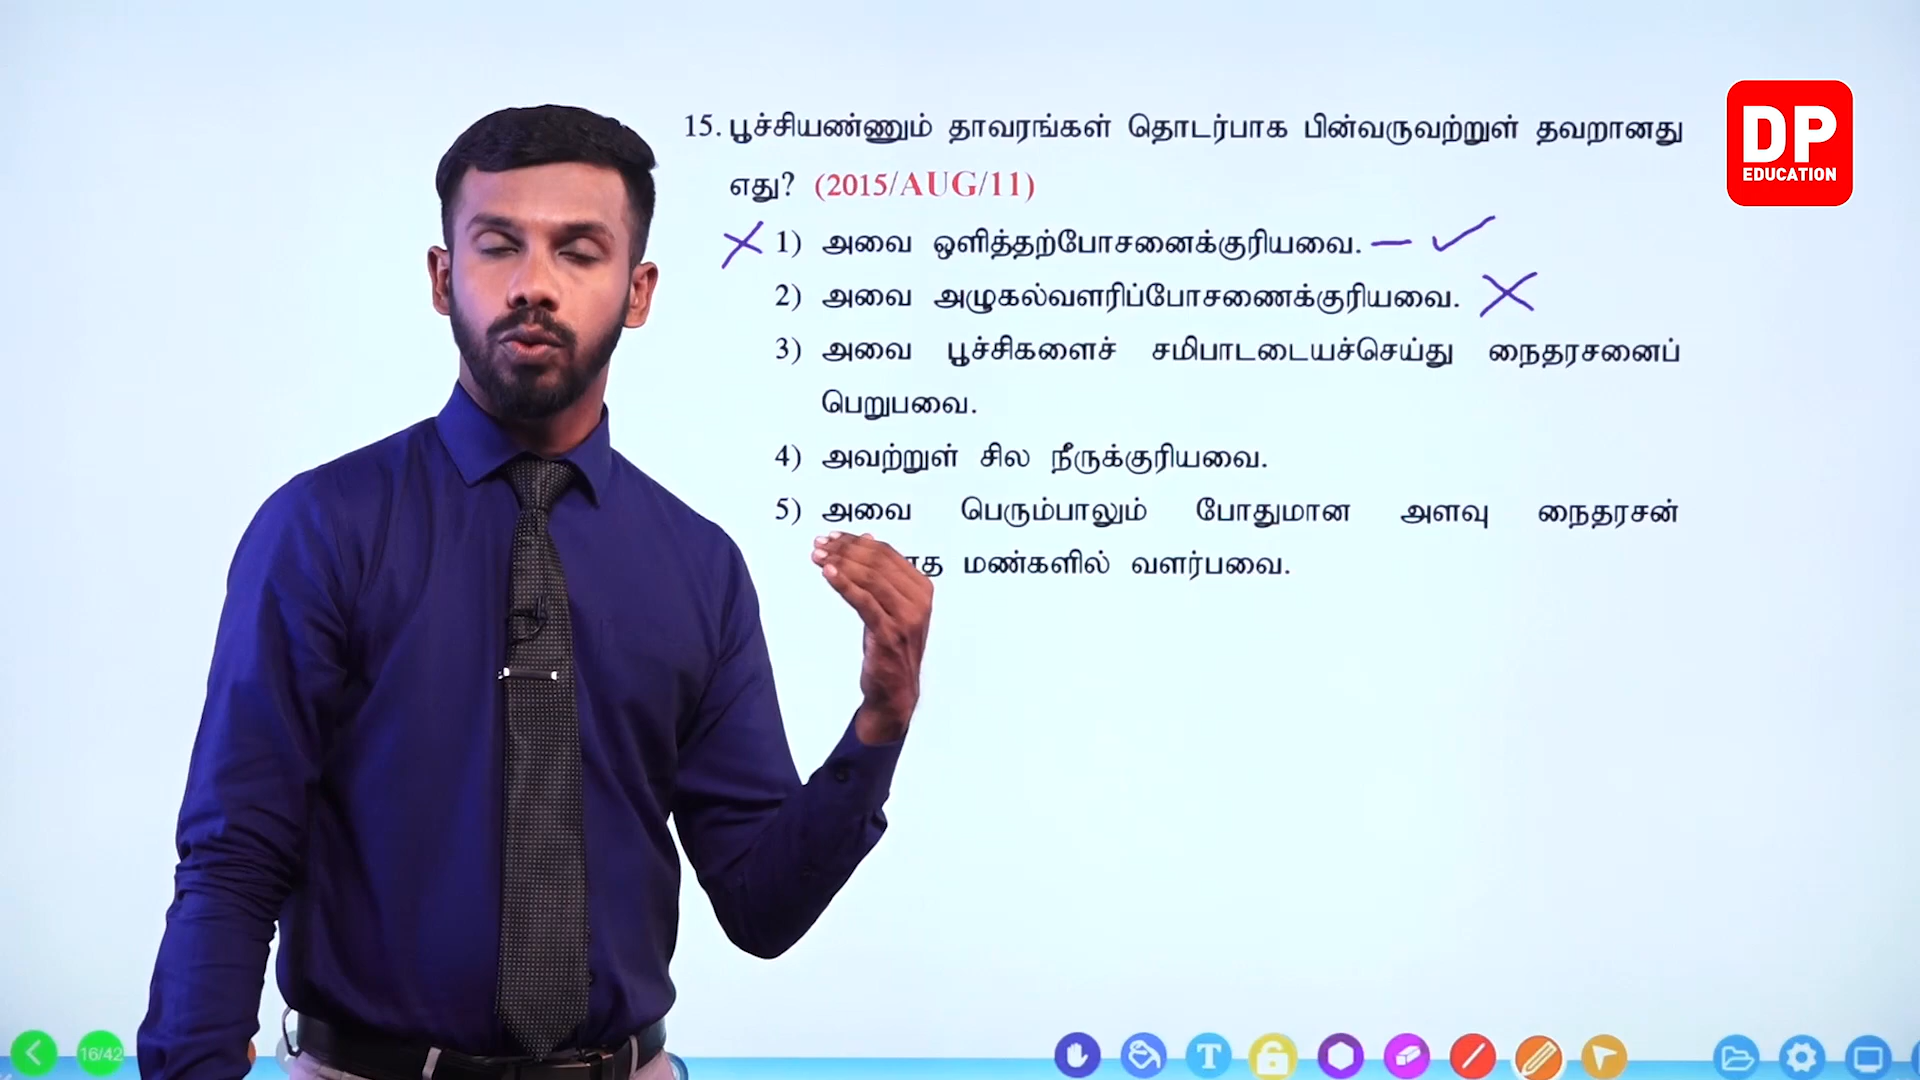 15. பூச்சியண்ணும் தாவரங்கள் தொடர்பாக பின்வருவற்றுள் தவறானது
எது? (2015/AUG/11)
1) அவை ஒளித்தற்போசனைக்குரியவை.
2) அவை அழுகல்வளரிப்போசணைக்குரியவை.
3) அவை பூச்சிகளைச் சமிபாடடையச்செய்து நைதரசனைப்
பெறுபவை.
4) அவற்றுள் சில நீருக்குரியவை.
5) அவை பெரும்பாலும் போதுமான அளவு நைதரசன்
மண்களில் வளர்பவை.
DP
EDUCATION
16/42
T